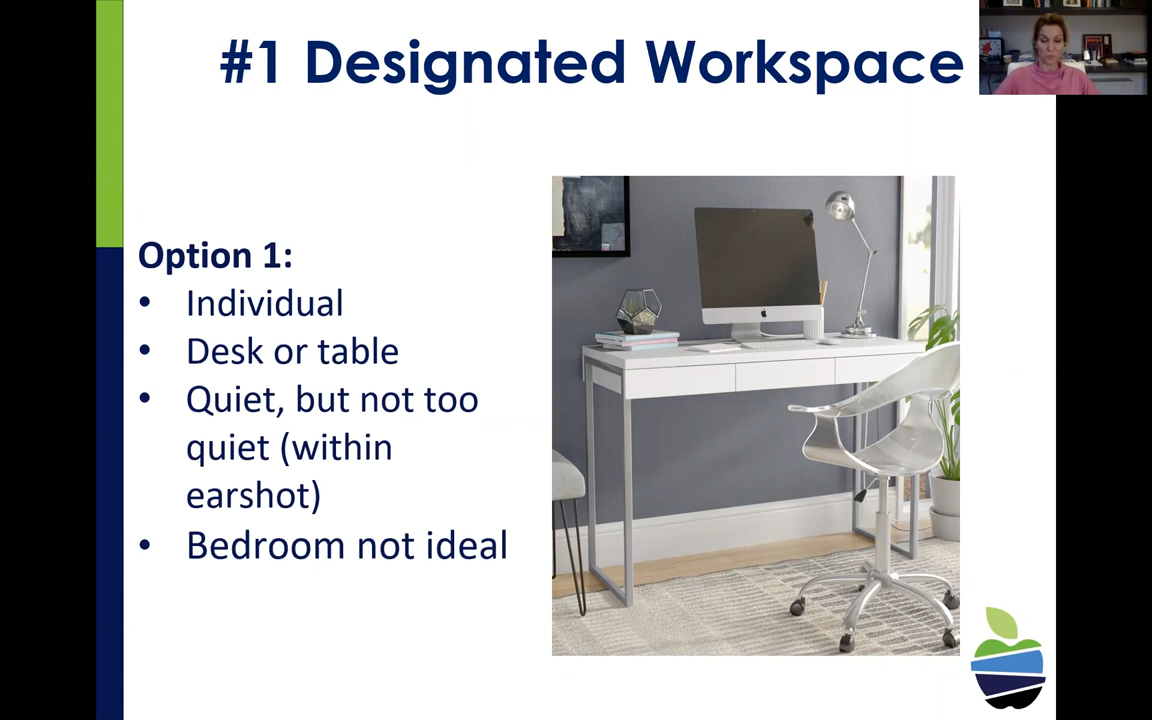 #1 Designated Workspace
Option 1:
• Individual
• Desk or table
• Quiet, but not too
quiet (within
earshot)
• Bedroom not ideal